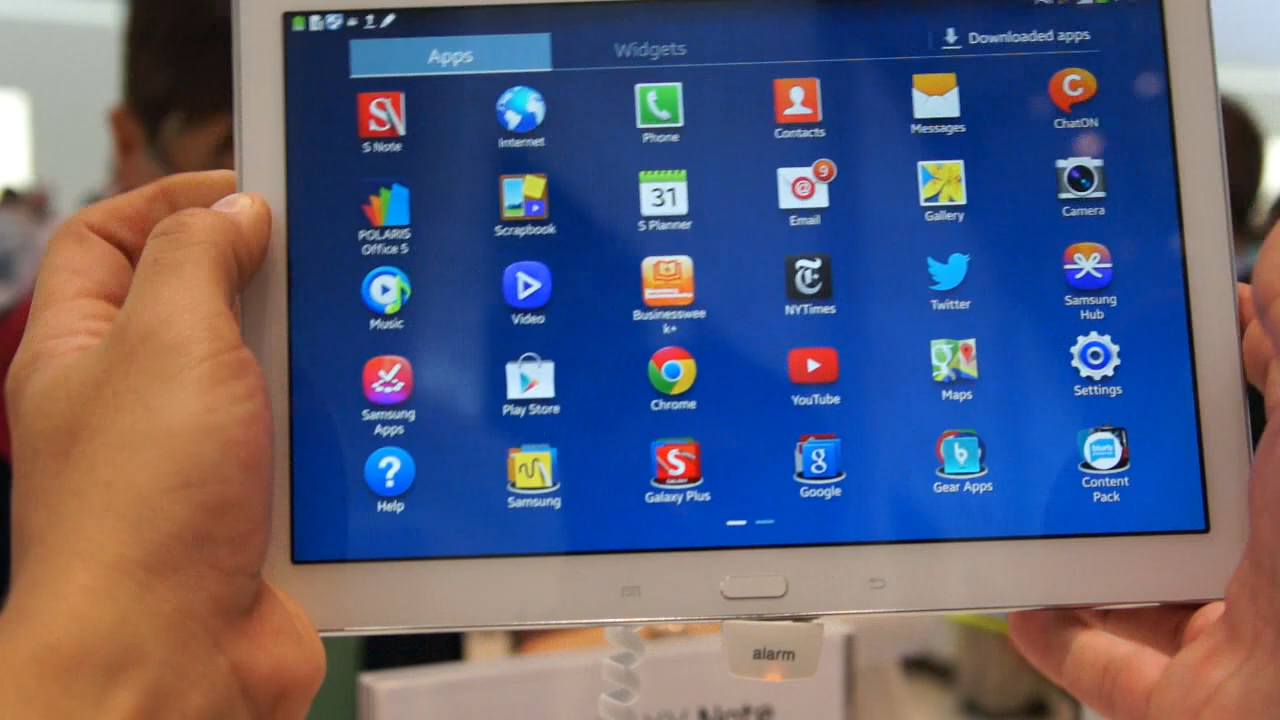 Apps Widgets Downloaded apps
S Note Internet Phone Contacts Messages ChatON
31 9
POLARIS Scrapbook S Planner Email Gallery Camera
Office 5
Music Video Businesswee NYTimes Twitter Samsung
k+ Hub
Samsung Play Store Chrome YouTube Maps Settings
Apps
Help Samsung Galaxy Plus Google Gear Apps Content
Pack
alarm
Note